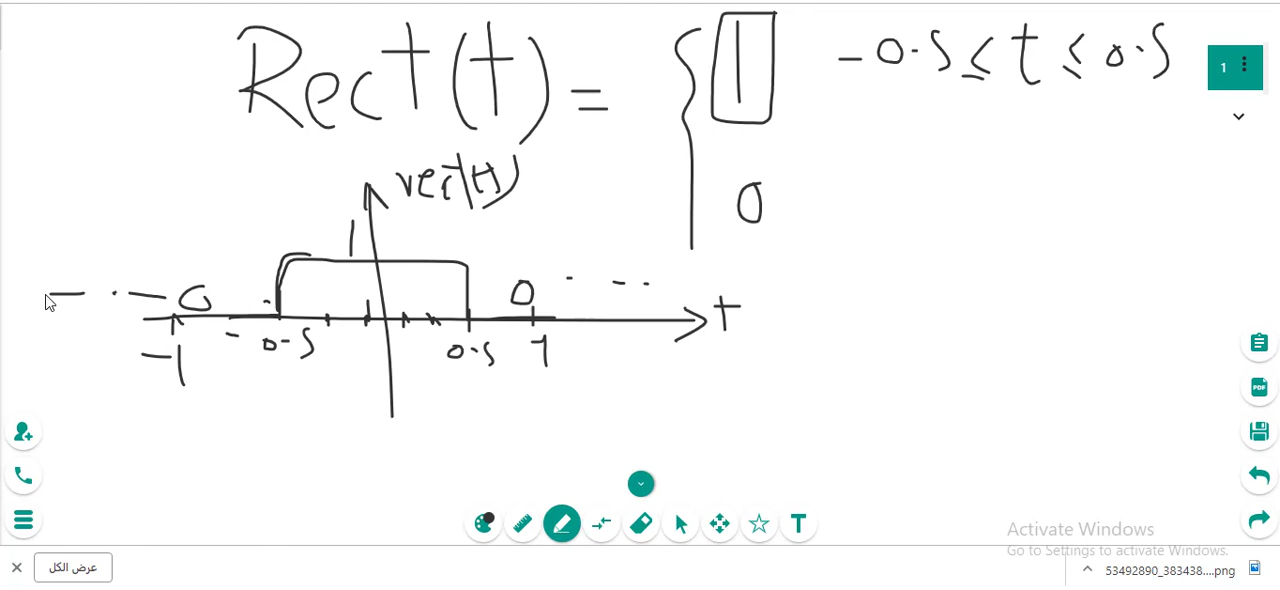 Rect(t) = { 1 -0.5 ≤ t ≤ 0.5
0
rect(t)
1
- · - 0 0 · - ·
t
-1 -0.5 0.5 1
1
Activate Windows
Go to Settings to activate Windows.
PDF
T
عرض الكل
53492890_383438....png